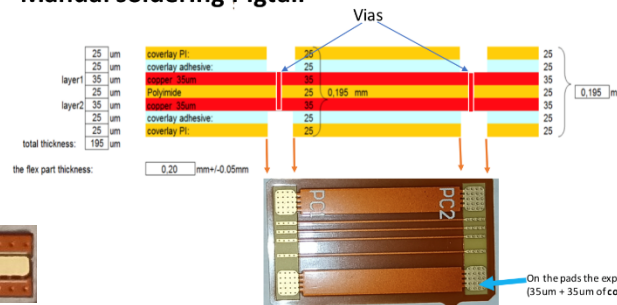 Manual soldering Pigtail
Vias
25 um coverlay PI: 25 25
25 um coverlay adhesive: 25 25
layer1 35 um copper 35um 35 35
25 um Polyimide 25 0,195 mm 25 0,195 m
layer2 35 um copper 35um 35 35
25 um coverlay adhesive: 25 25
25 um coverlay PI: 25 25
total thickness: 195 um
the flex part thickness: 0,20 mm+/-0.05mm
PC2
On the pads the exp
(35um + 35um of co